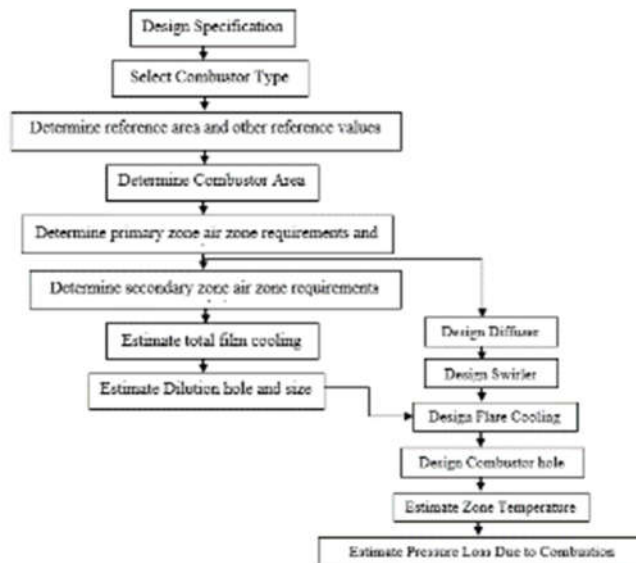 Design Specification
Select Combustor Type
Determine reference area and other reference values
Determine Combustor Area
Determine primary zone air zone requirements and
Determine secondary zone air zone requirements
Estimate total film cooling
Estimate Dilution hole and size
Design Diffuser
Design Swirler
Design Flare Cooling
Design Combustor hole
Estimate Zone Temperature
Estimate Pressure Loss Due to Combustion